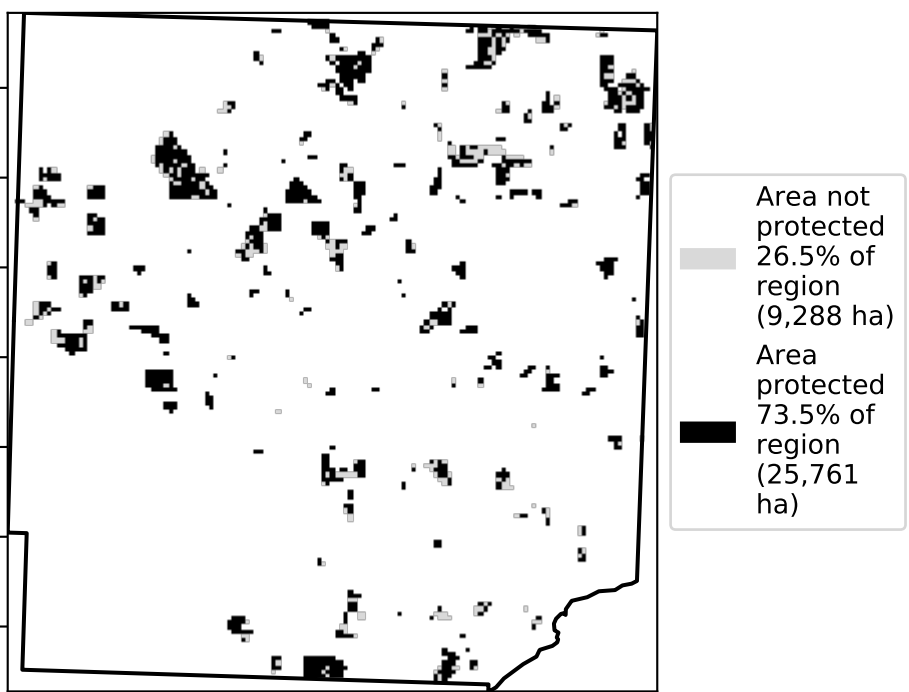 Area not
protected
26.5% of
region
(9,288 ha)
Area
protected
73.5% of
region
(25,761
ha)